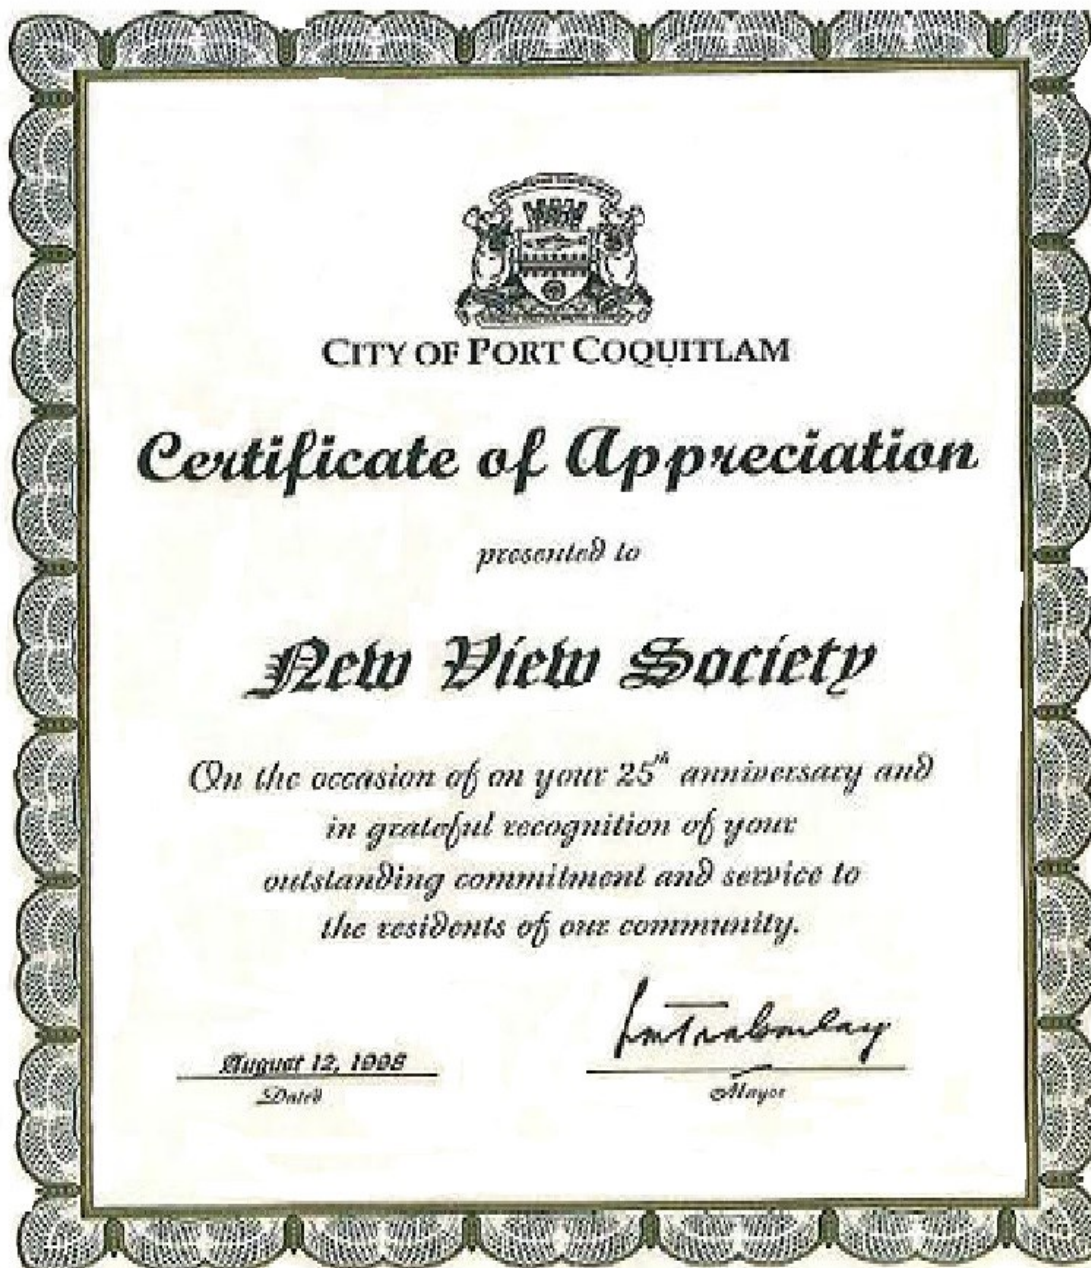 CITY OF PORT COQUITLAM
Certificate of Appreciation
presented to
New View Society
On the occasion of on your 25th anniversary and
in grateful recognition of your
outstanding commitment and service to
the residents of our community.
August 12, 1998
Dated
Mayor